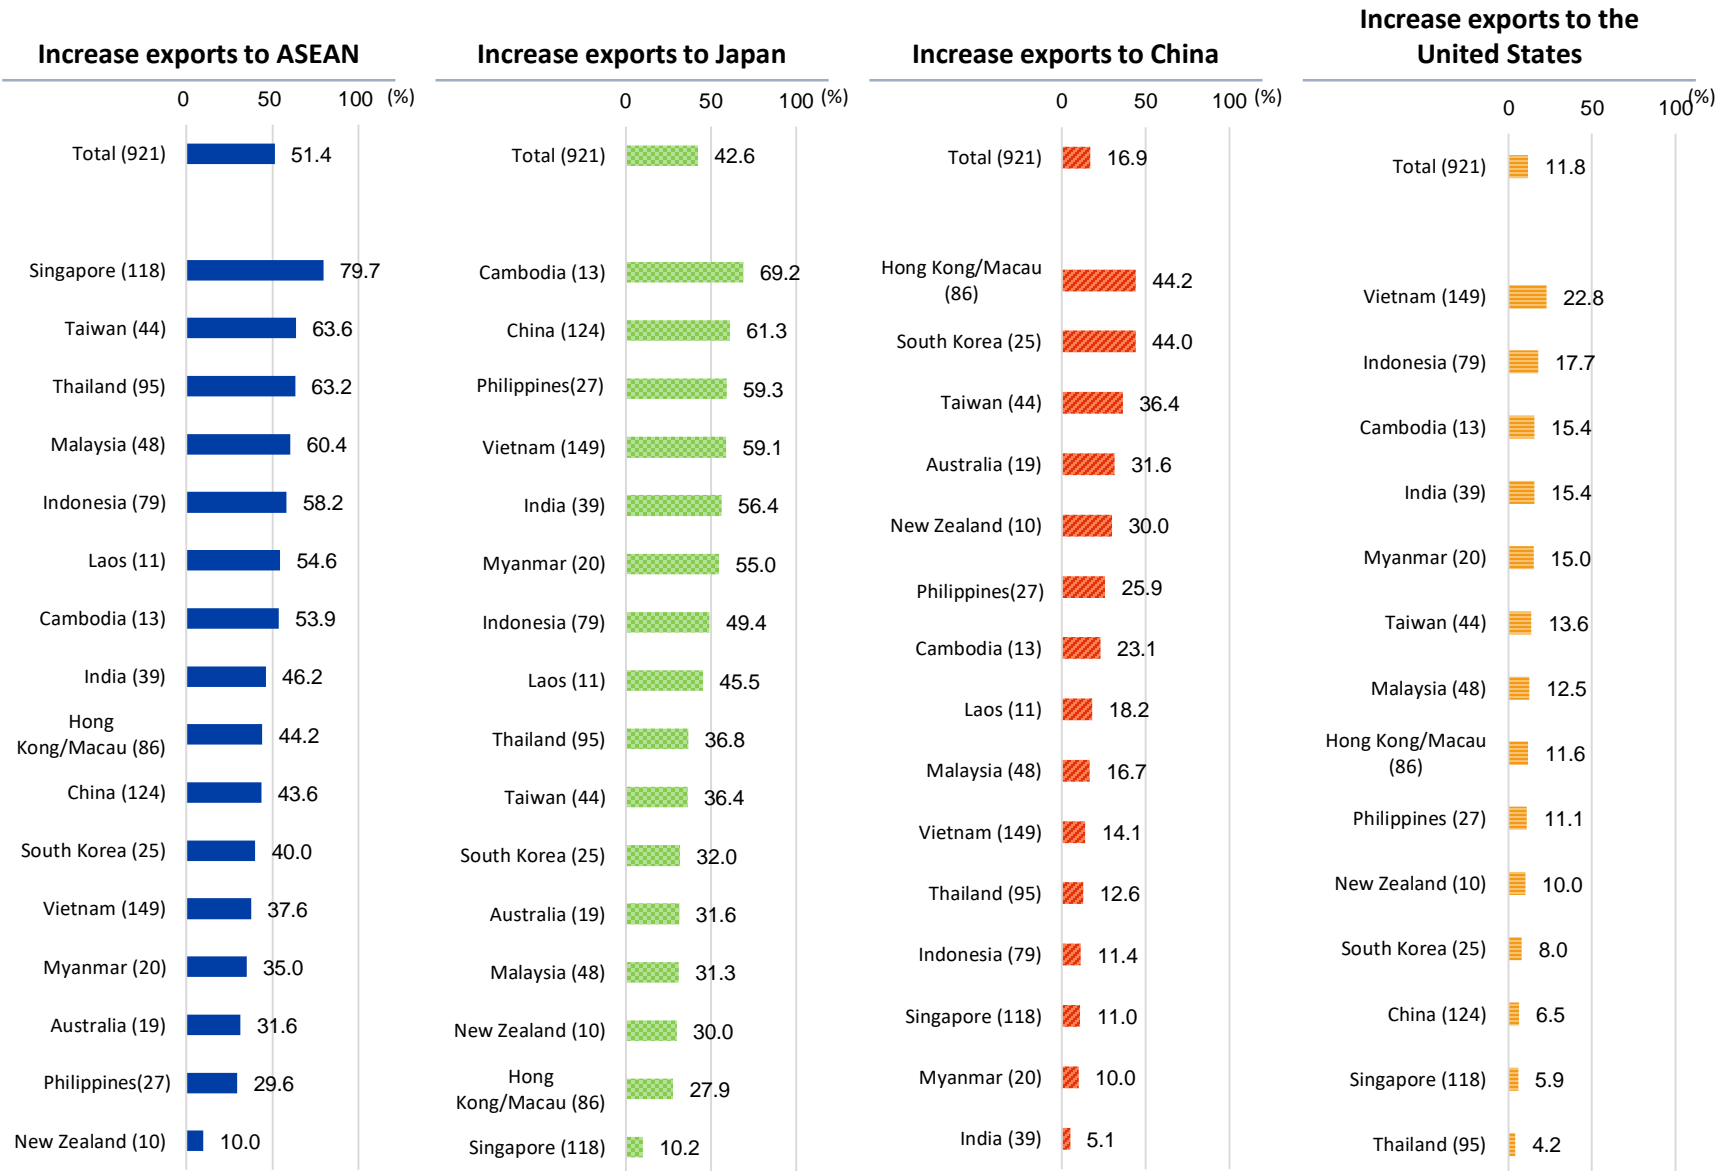 Increase exports to ASEAN
0 50 100 (%)
Total (921) 51.4
Singapore (118) 79.7
Taiwan (44) 63.6
Thailand (95) 63.2
Malaysia (48) 60.4
Indonesia (79) 58.2
Laos (11) 54.6
Cambodia (13) 53.9
India (39) 46.2
Hong
Kong/Macau (86) 44.2
China (124) 43.6
South Korea (25) 40.0
Vietnam (149) 37.6
Myanmar (20) 35.0
Australia (19) 31.6
Philippines(27) 29.6
New Zealand (10) 10.0
Increase exports to Japan
0 50 100 (%)
Total (921) 42.6
Cambodia (13) 69.2
China (124) 61.3
Philippines(27) 59.3
Vietnam (149) 59.1
India (39) 56.4
Myanmar (20) 55.0
Indonesia (79) 49.4
Laos (11) 45.5
Thailand (95) 36.8
Taiwan (44) 36.4
South Korea (25) 32.0
Australia (19) 31.6
Malaysia (48) 31.3
New Zealand (10) 30.0
Hong
Kong/Macau (86) 27.9
Singapore (118) 10.2
Increase exports to China
0 50 100 (%)
Total (921) 16.9
Hong Kong/Macau
(86) 44.2
South Korea (25) 44.0
Taiwan (44) 36.4
Australia (19) 31.6
New Zealand (10) 30.0
Philippines(27) 25.9
Cambodia (13) 23.1
Laos (11) 18.2
Malaysia (48) 16.7
Vietnam (149) 14.1
Thailand (95) 12.6
Indonesia (79) 11.4
Singapore (118) 11.0
Myanmar (20) 10.0
India (39) 5.1
Increase exports to the
United States
0 50 100 (%)
Total (921) 11.8
Vietnam (149) 22.8
Indonesia (79) 17.7
Cambodia (13) 15.4
India (39) 15.4
Myanmar (20) 15.0
Taiwan (44) 13.6
Malaysia (48) 12.5
Hong Kong/Macau
(86) 11.6
Philippines (27) 11.1
New Zealand (10) 10.0
South Korea (25) 8.0
China (124) 6.5
Singapore (118) 5.9
Thailand (95) 4.2